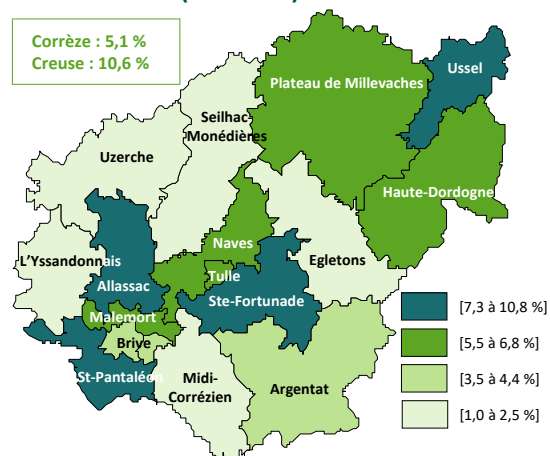 Corrèze : 5,1 %
Creuse : 10,6 %
Ussel
Plateau de Millevaches
Seilhac-
Monédières
Uzerche
Haute-Dordogne
Naves
L'Yssandonnais
Egletons
Tulle
Allassac
Ste-Fortunade
Malemort
Brive
St-Pantaléon
Midi-
Corrézien
Argentat
[7,3 à 10,8 %]
[5,5 à 6,8 %]
[3,5 à 4,4 %]
[1,0 à 2,5 %]